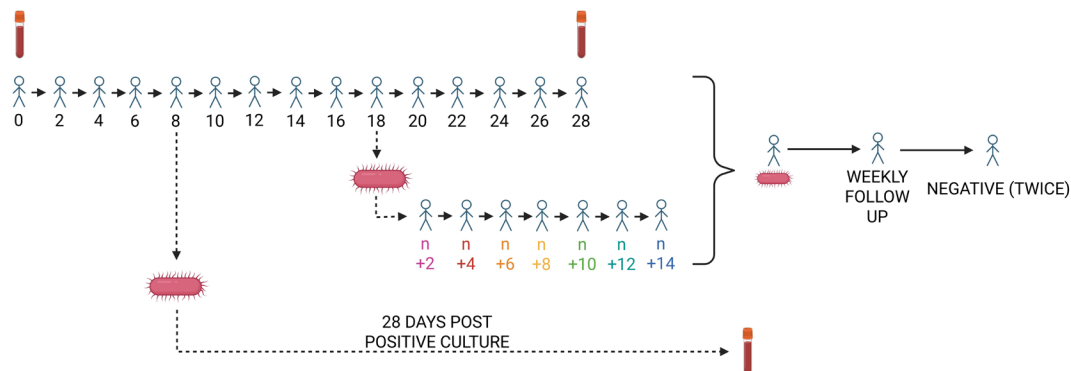 0 2 4 6 8 10 12 14 16 18 20 22 24 26 28
n n n n n n n
+2 +4 +6 +8 +10 +12 +14
WEEKLY
FOLLOW
UP
NEGATIVE (TWICE)
28 DAYS POST
POSITIVE CULTURE